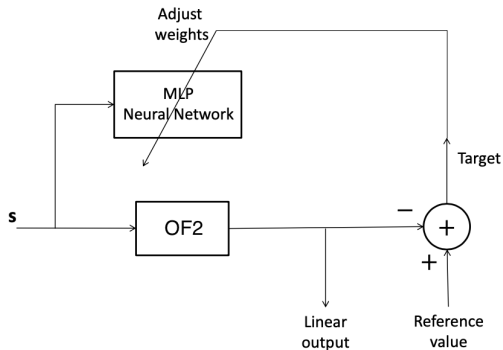 Adjust
weights
MLP
Neural Network
Target
s
OF2
−
+
+
Linear
output
Reference
value